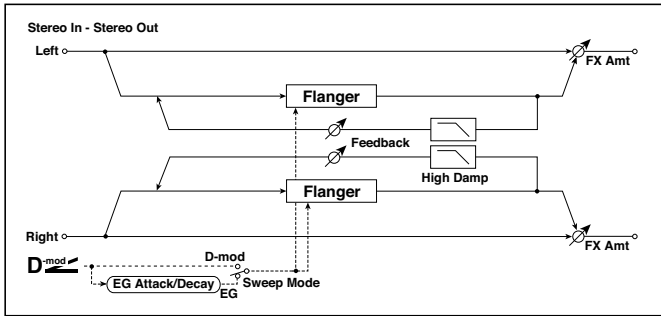 Stereo In - Stereo Out
Left
FX Amt
Flanger
Feedback
High Damp
Flanger
Right
FX Amt
D-mod
D-mod
EG Attack/Decay
EG
Sweep Mode